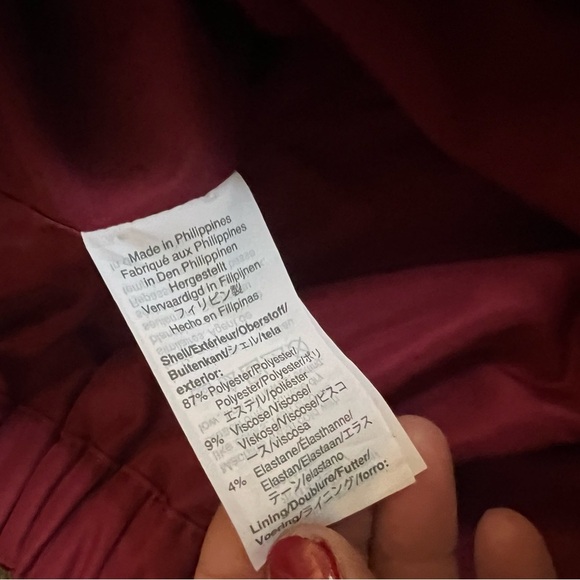 Made in Philippines
Fabriqué aux Philippines
in Den Philippinen
Hergestellt
Vervaardigd in Filipijnen
フィリピン製
Hecho en Filipinas
Shell/Extérieur/Oberstoff/
Buitenkant/シェル/tela
exterior:
87% Polyester/Polyester/
Polyester/Polyester/ポリ
エステル/poliéster
9% Viscose/Viscose/
Viskose/Viscose/ビスコ
ース/viscosa
4% Elastane/Élasthanne/
Elastan/Elastaan/エラス
テーン/elastano
Lining/Doublure/Futter/
Voering/ライニング/forro: